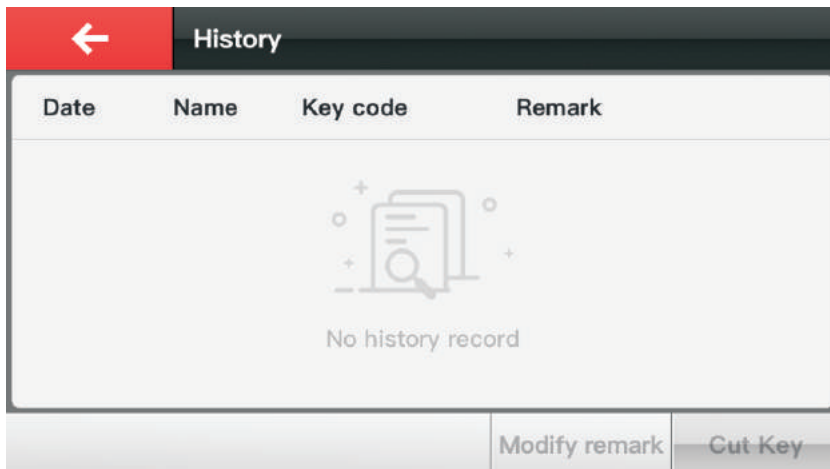 History
Date Name Key code Remark
No history record
Modify remark Cut Key